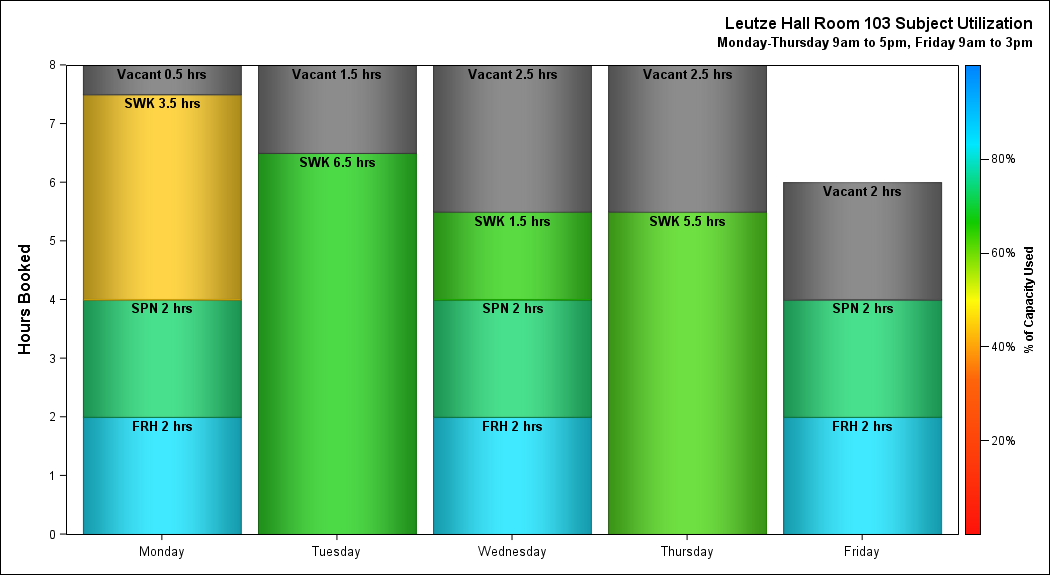 Leutze Hall Room 103 Subject Utilization
Monday-Thursday 9am to 5pm, Friday 9am to 3pm
Hours Booked
8
7
6
5
4
3
2
1
0
Vacant 0.5 hrs
SWK 3.5 hrs
SPN 2 hrs
FRH 2 hrs
Vacant 1.5 hrs
SWK 6.5 hrs
Vacant 2.5 hrs
SWK 1.5 hrs
SPN 2 hrs
FRH 2 hrs
Vacant 2.5 hrs
SWK 5.5 hrs
Vacant 2 hrs
SPN 2 hrs
FRH 2 hrs
Monday
Tuesday
Wednesday
Thursday
Friday
80%
60%
40%
20%
% of Capacity Used